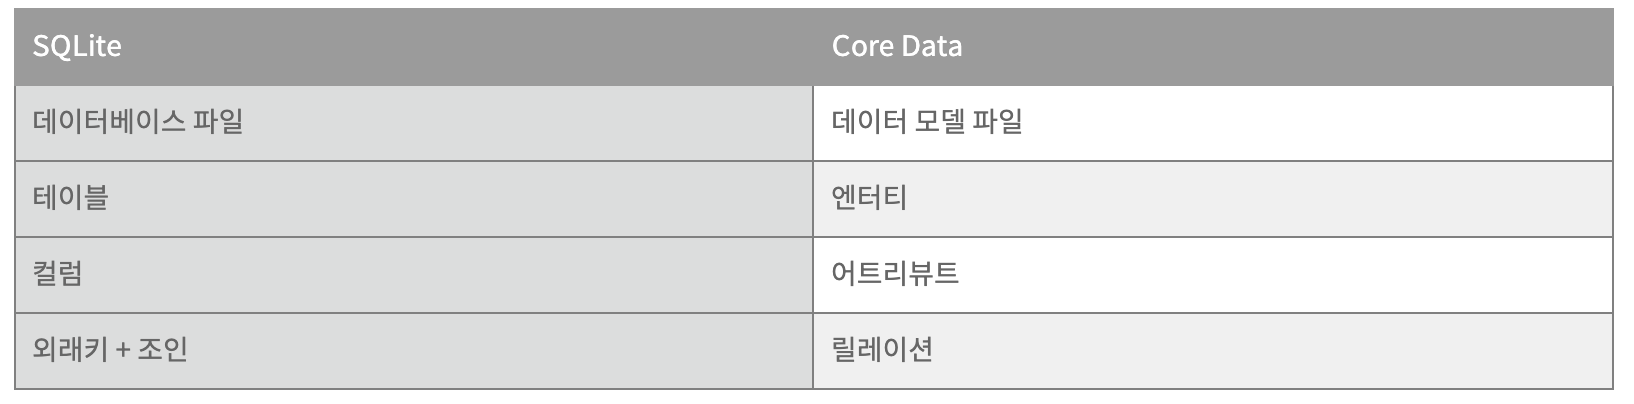 SQLite Core Data
데이터베이스 파일 데이터 모델 파일
테이블 엔터티
컬럼 어트리뷰트
외래키 + 조인 릴레이션